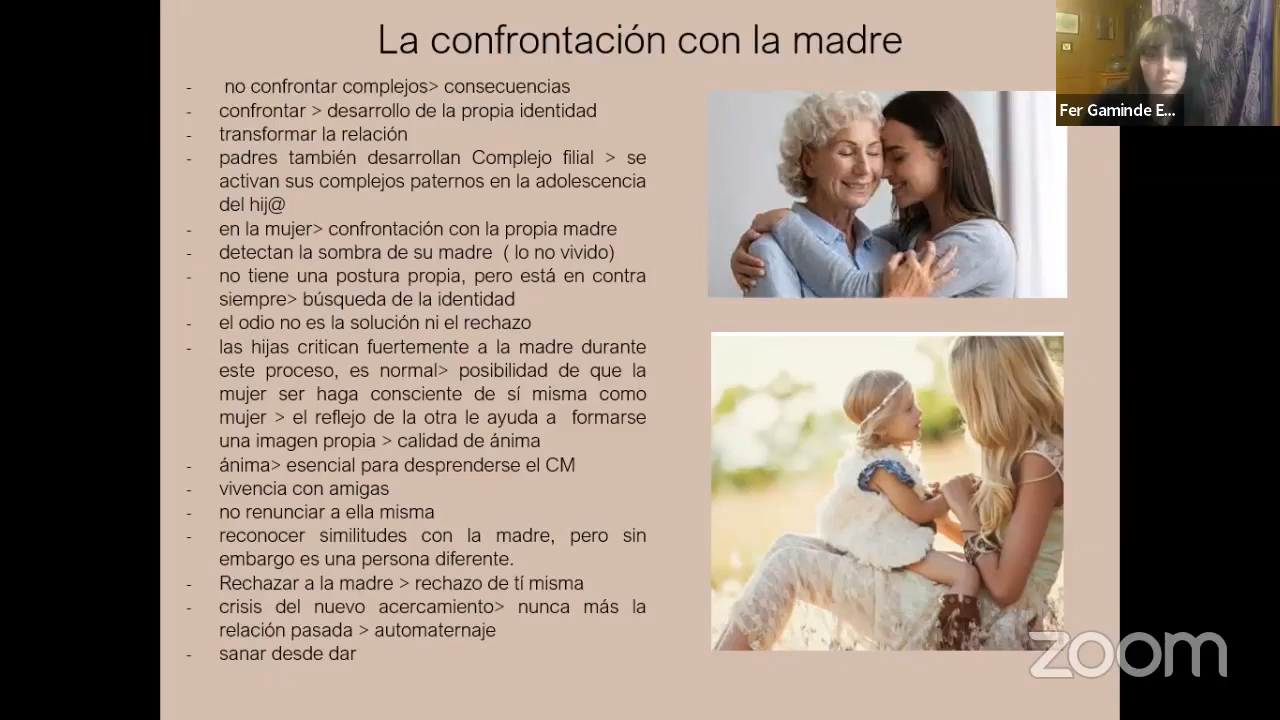 La confrontación con la madre
- no confrontar complejos> consecuencias
- confrontar > desarrollo de la propia identidad
- transformar la relación
- padres también desarrollan Complejo filial > se
activan sus complejos paternos en la adolescencia
del hij@
- en la mujer> confrontación con la propia madre
- detectan la sombra de su madre ( lo no vivido)
- no tiene una postura propia, pero está en contra
siempre> búsqueda de la identidad
- el odio no es la solución ni el rechazo
- las hijas critican fuertemente a la madre durante
este proceso, es normal> posibilidad de que la
mujer ser haga consciente de sí misma como
mujer > el reflejo de la otra le ayuda a formarse
una imagen propia > calidad de ánima
- ánima> esencial para desprenderse el CM
- vivencia con amigas
- no renunciar a ella misma
- reconocer similitudes con la madre, pero sin
embargo es una persona diferente.
- Rechazar a la madre > rechazo de tí misma
- crisis del nuevo acercamiento> nunca más la
relación pasada > automaternaje
- sanar desde dar
Fer Gaminde E...
zoom